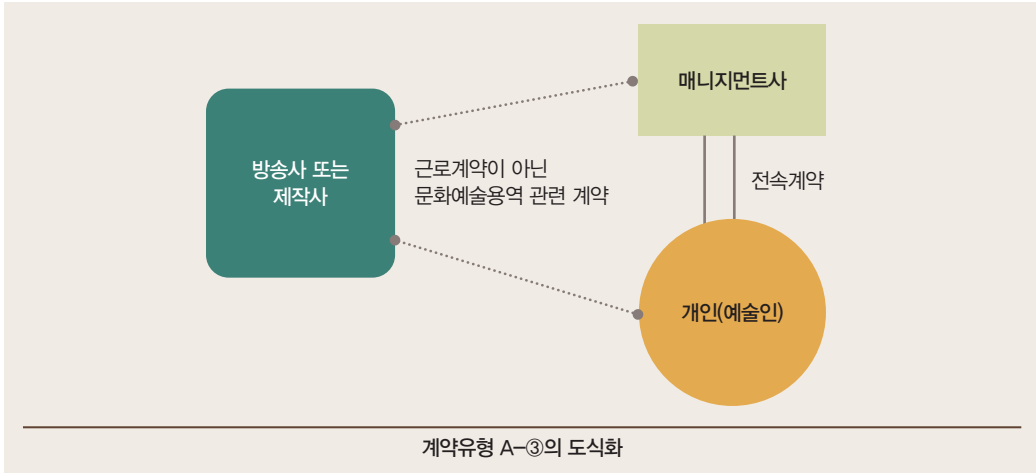 매니지먼트사
방송사 또는
제작사
근로계약이 아닌
문화예술용역 관련 계약
전속계약
개인(예술인)
계약유형 A-③의 도식화